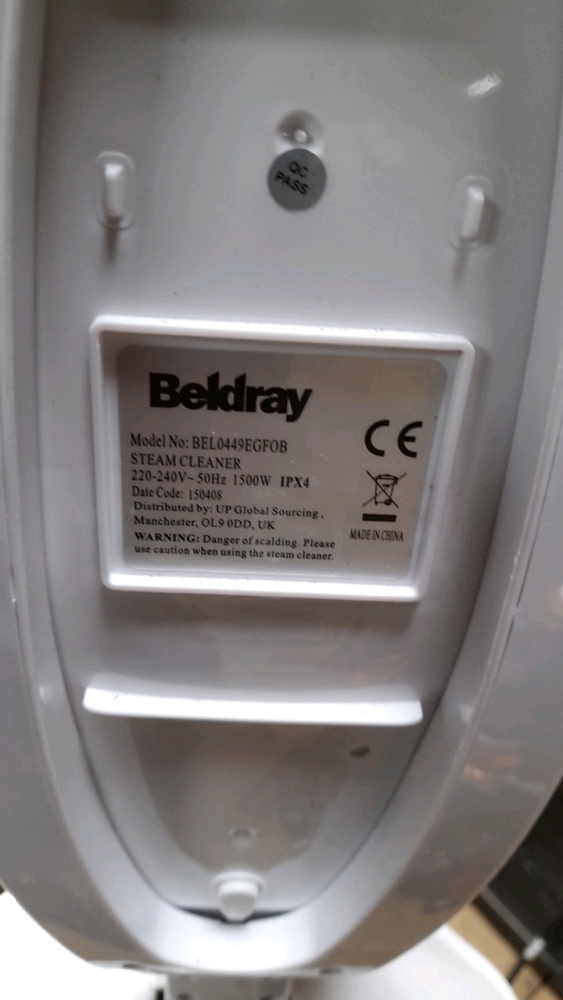 QC
PASS
Beldray
Model No: BEL0449EGFOB
STEAM CLEANER
220-240V~ 50Hz 1500W IPX4
Date Code: 150408
Distributed by: UP Global Sourcing,
Manchester, OL9 0DD, UK
WARNING: Danger of scalding. Please
use caution when using the steam cleaner.
CE
MADE IN CHINA